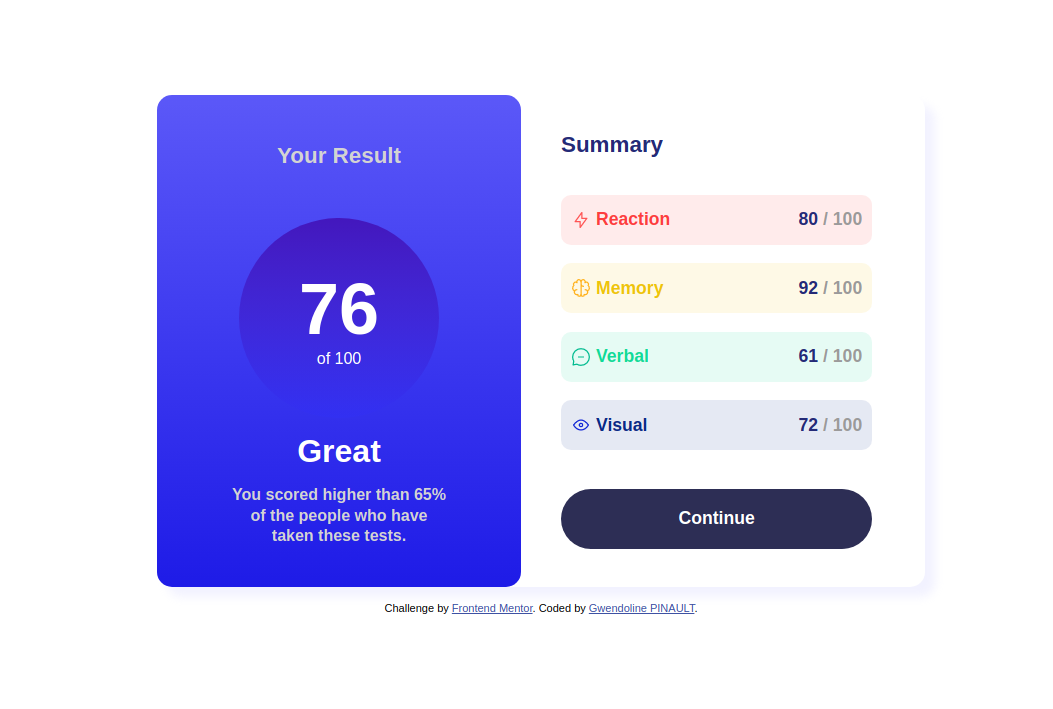 Your Result
76
of 100
Great
You scored higher than 65%
of the people who have
taken these tests.
Summary
Reaction 80 / 100
Memory 92 / 100
Verbal 61 / 100
Visual 72 / 100
Continue
Challenge by Frontend Mentor. Coded by Gwendoline PINAULT.